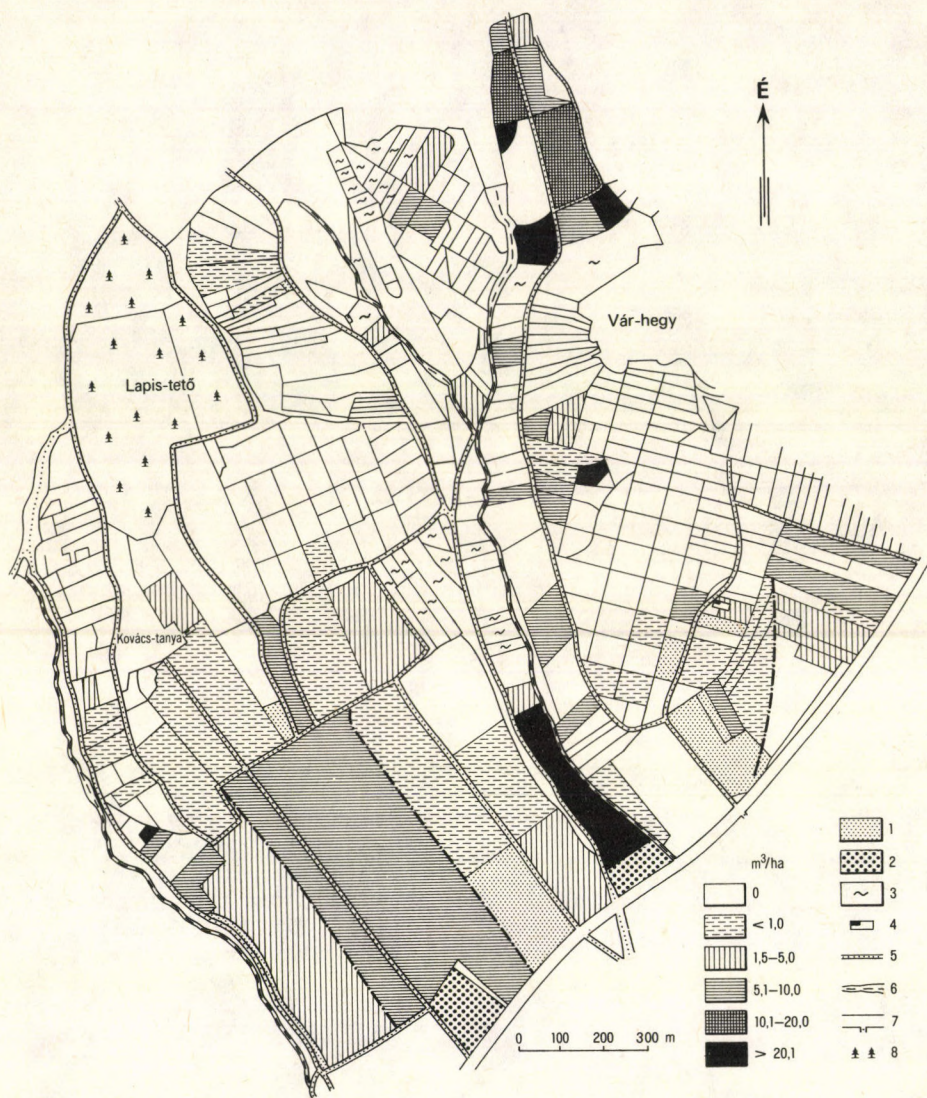 É
Vár-hegy
Lapis-tető
Kovács-tanya
m³/ha
0
< 1,0
1,5–5,0
5,1–10,0
10,1–20,0
> 20,1
1
2
3
4
5
6
7
8
0 100 200 300 m